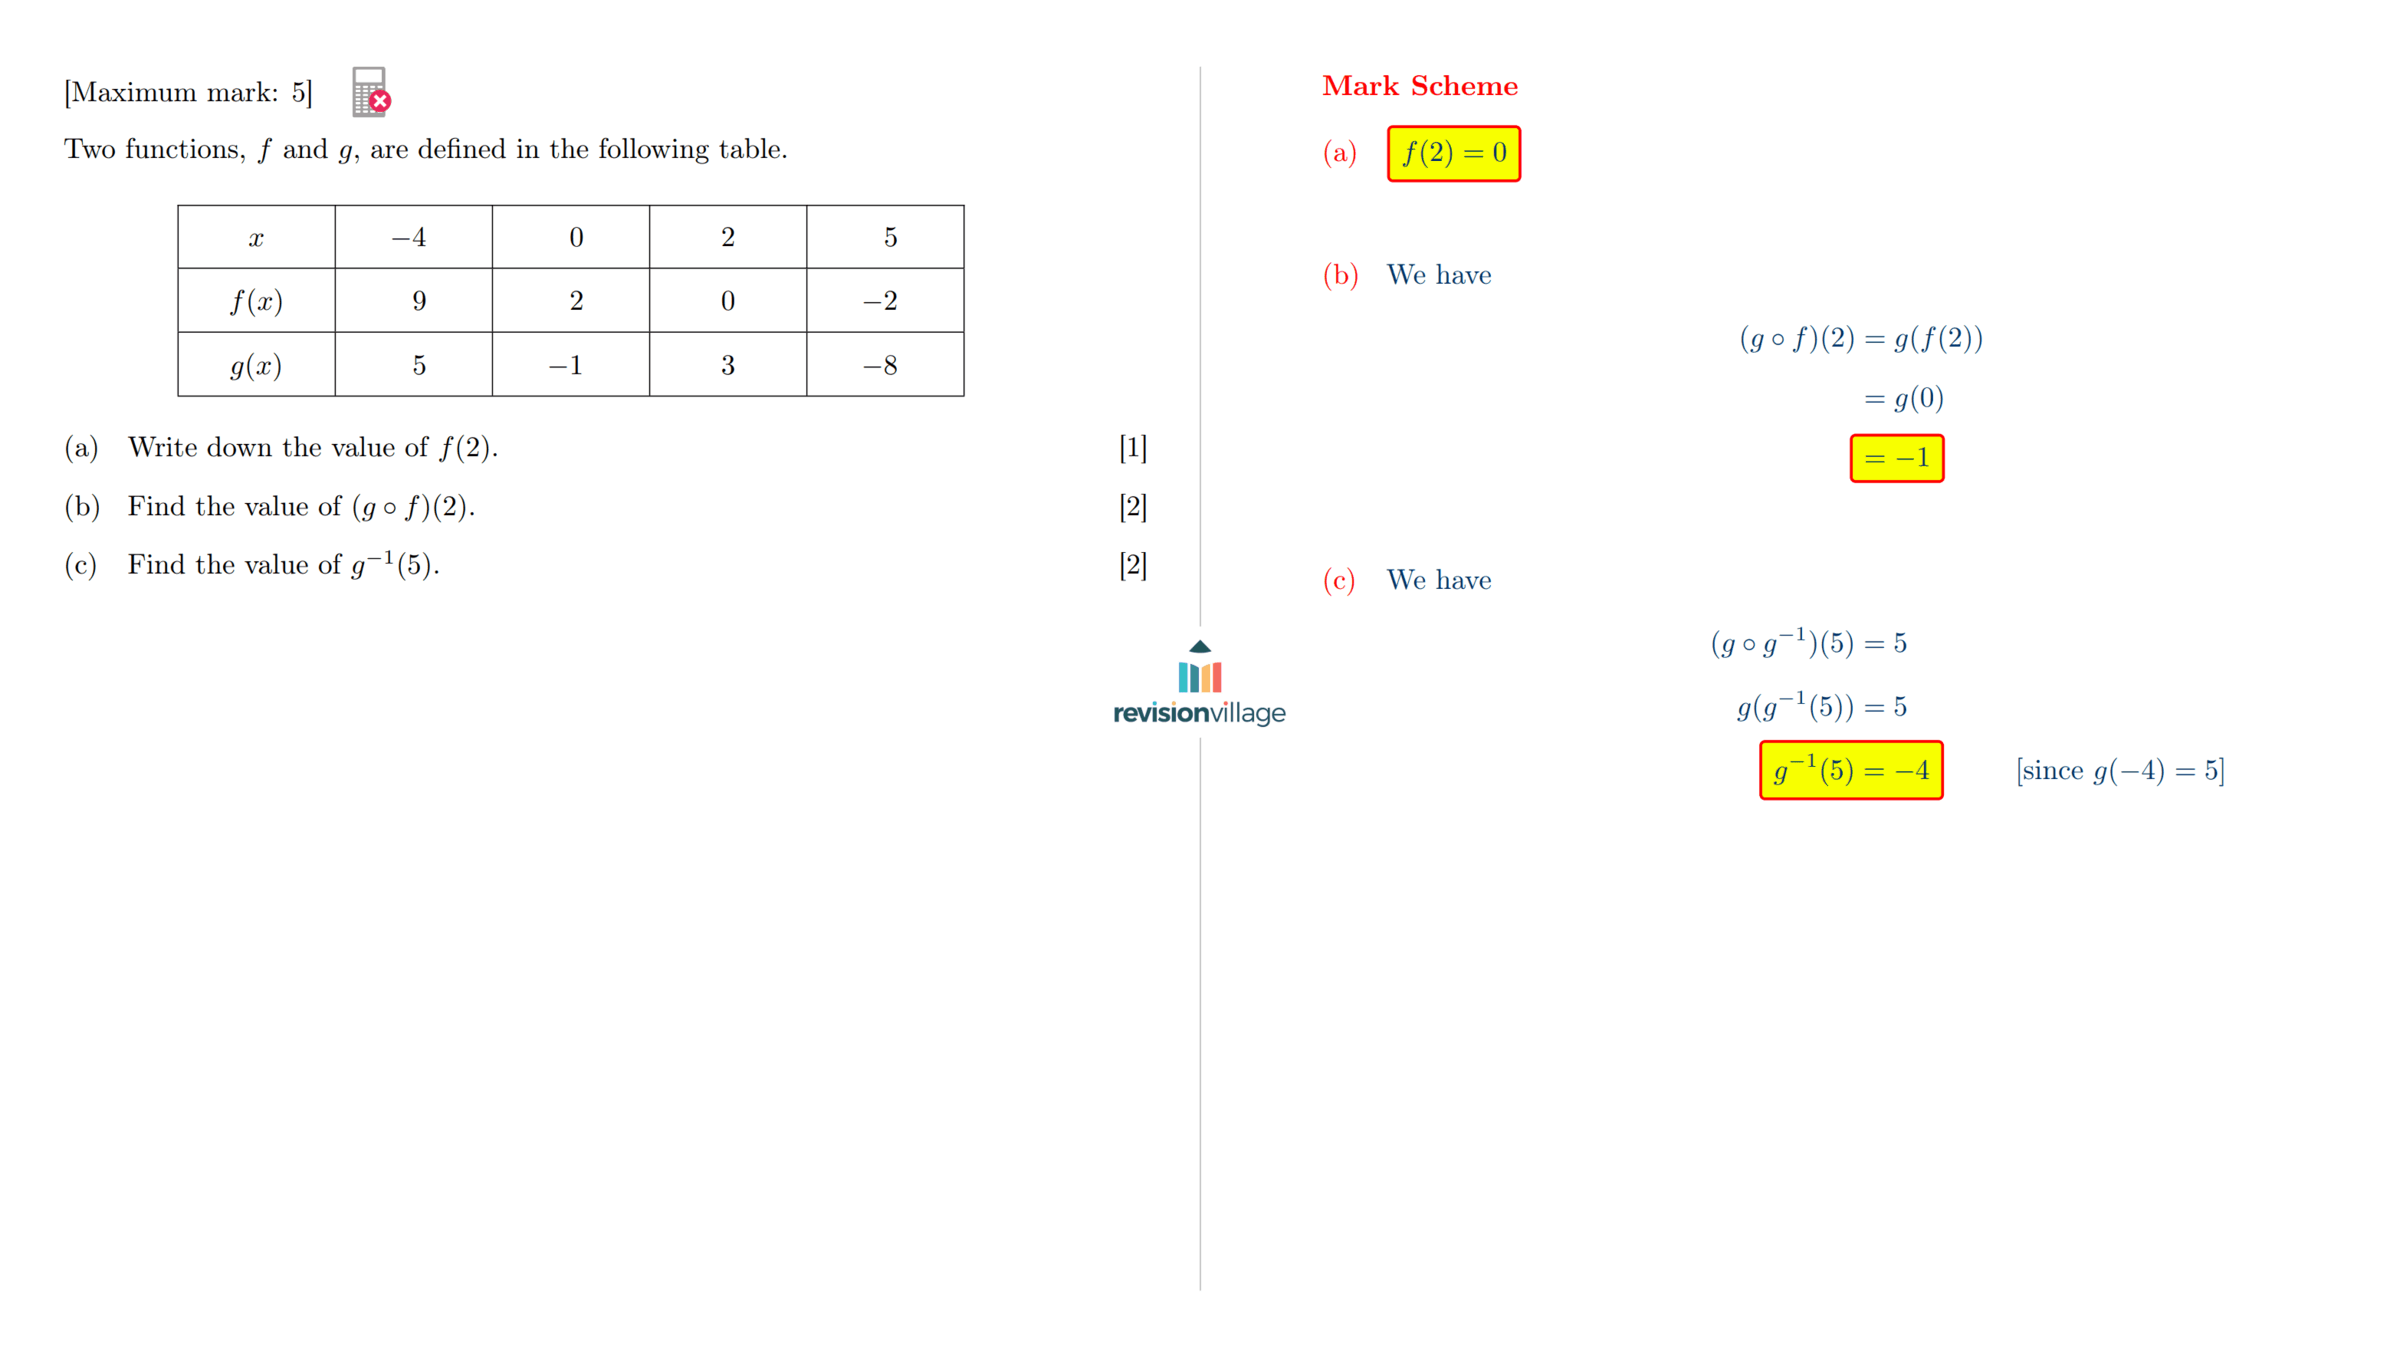 [Maximum mark: 5]
Two functions, f and g, are defined in the following table.
x −4 0 2 5
f(x) 9 2 0 −2
g(x) 5 −1 3 −8
(a) Write down the value of f(2). [1]
(b) Find the value of (g ∘ f)(2). [2]
(c) Find the value of g⁻¹(5). [2]
revisionvillage
Mark Scheme
(a) f(2) = 0
(b) We have
(g ∘ f)(2) = g(f(2))
= g(0)
= −1
(c) We have
(g ∘ g⁻¹)(5) = 5
g(g⁻¹(5)) = 5
g⁻¹(5) = −4 [since g(−4) = 5]